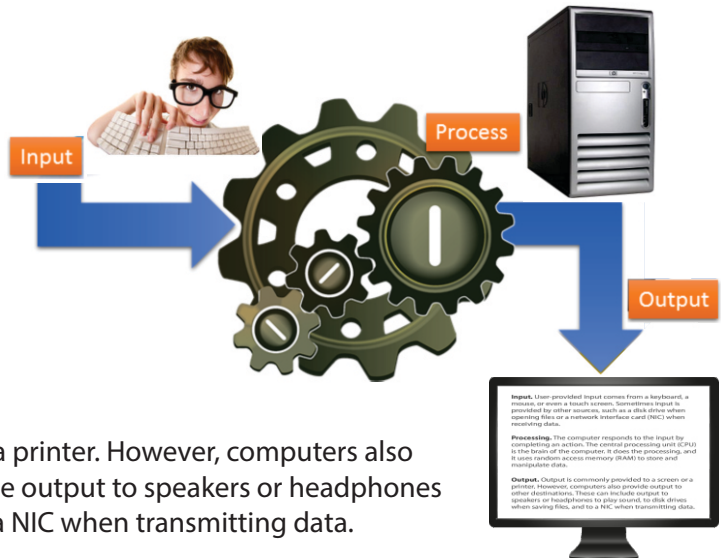 Input
Process
Output
Input. User-provided input comes from a keyboard, a
mouse, or even a touch screen. Sometimes input is
provided by other sources, such as a disk drive when
opening files or a network interface card (NIC) when
receiving data.
Processing. The computer responds to the input by
completing an action. The central processing unit (CPU)
is the brain of the computer. It does the processing, and
it uses random access memory (RAM) to store and
manipulate data.
Output. Output is commonly provided to a screen or a
printer. However, computers also provide output to
other destinations. These can include output to
speakers or headphones to play sound, to disk drives
when saving files, and to a NIC when transmitting data.
a printer. However, computers also
e output to speakers or headphones
a NIC when transmitting data.